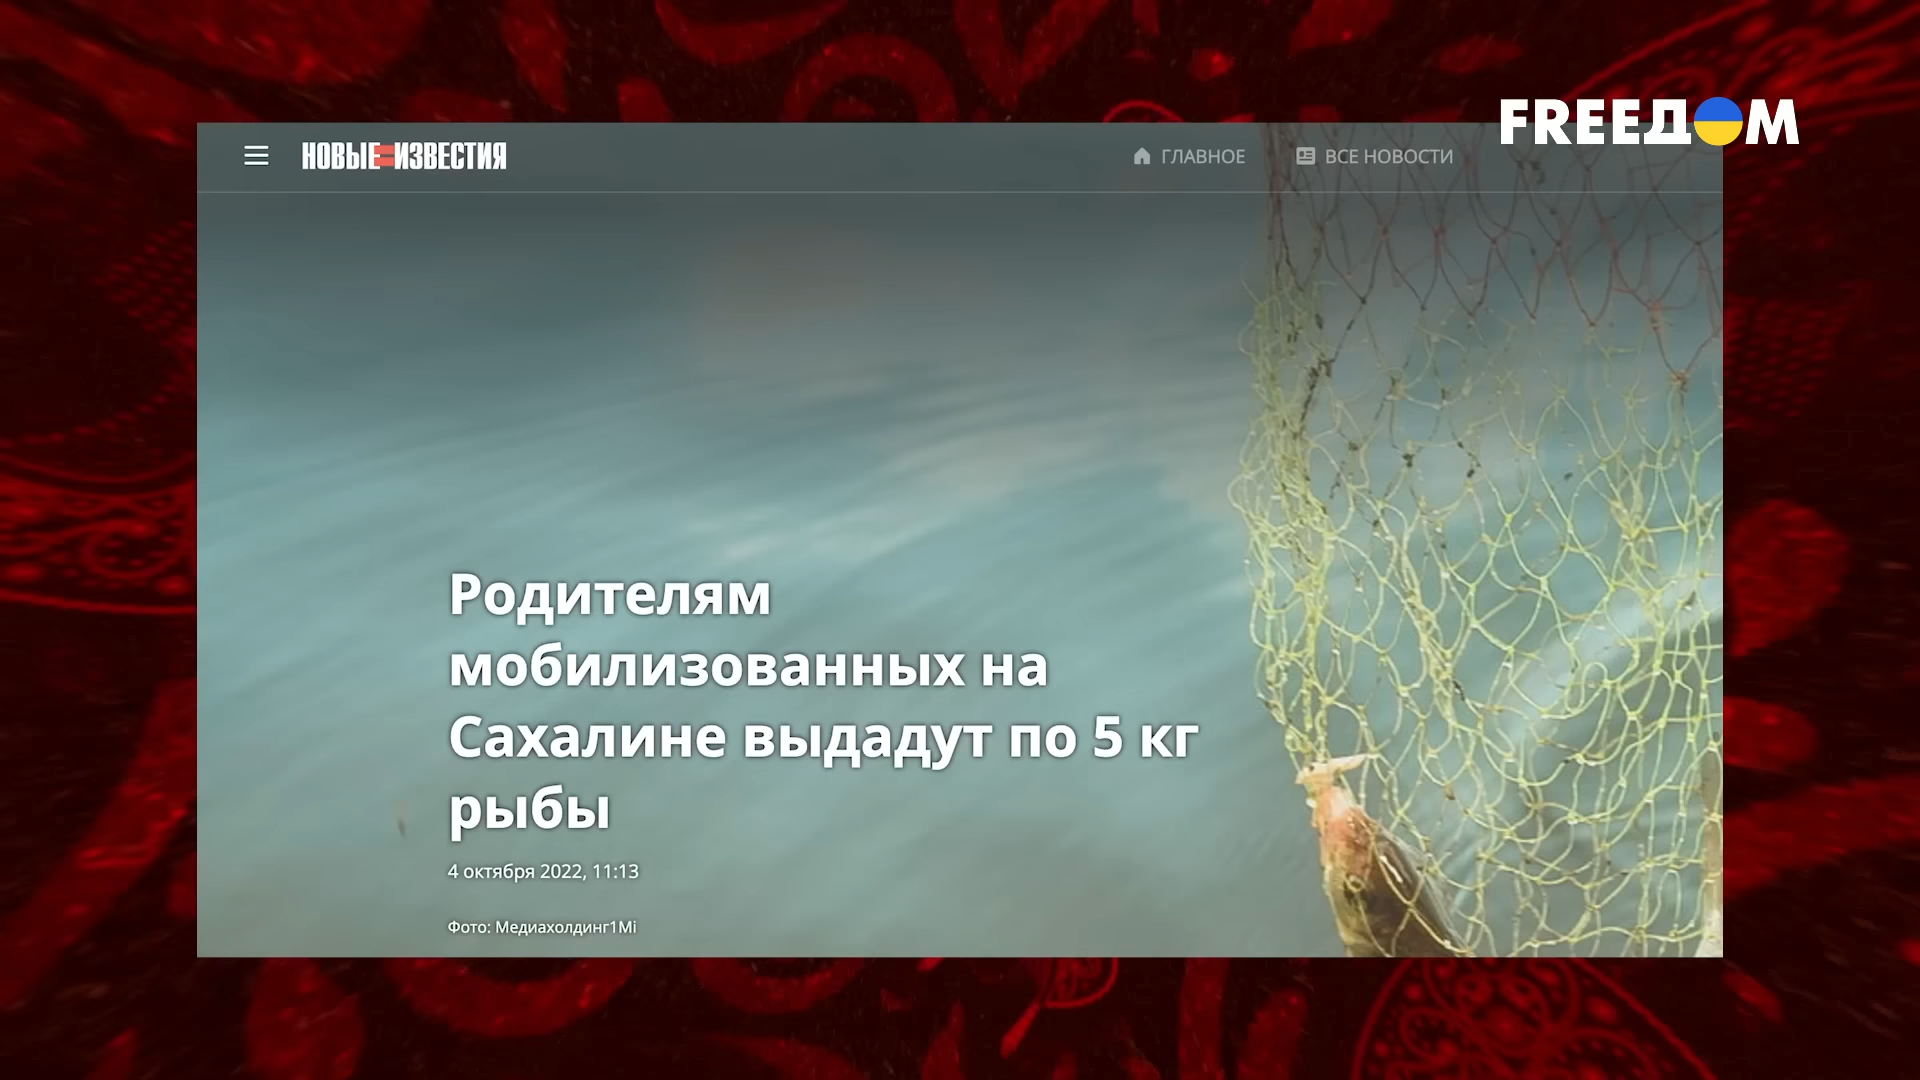 FREEДОМ
НОВЫЕ ИЗВЕСТИЯ
ГЛАВНОЕ
ВСЕ НОВОСТИ
Родителям
мобилизованных на
Сахалине выдадут по 5 кг
рыбы
4 октября 2022, 11:13
Фото: Медиахолдинг1Mi